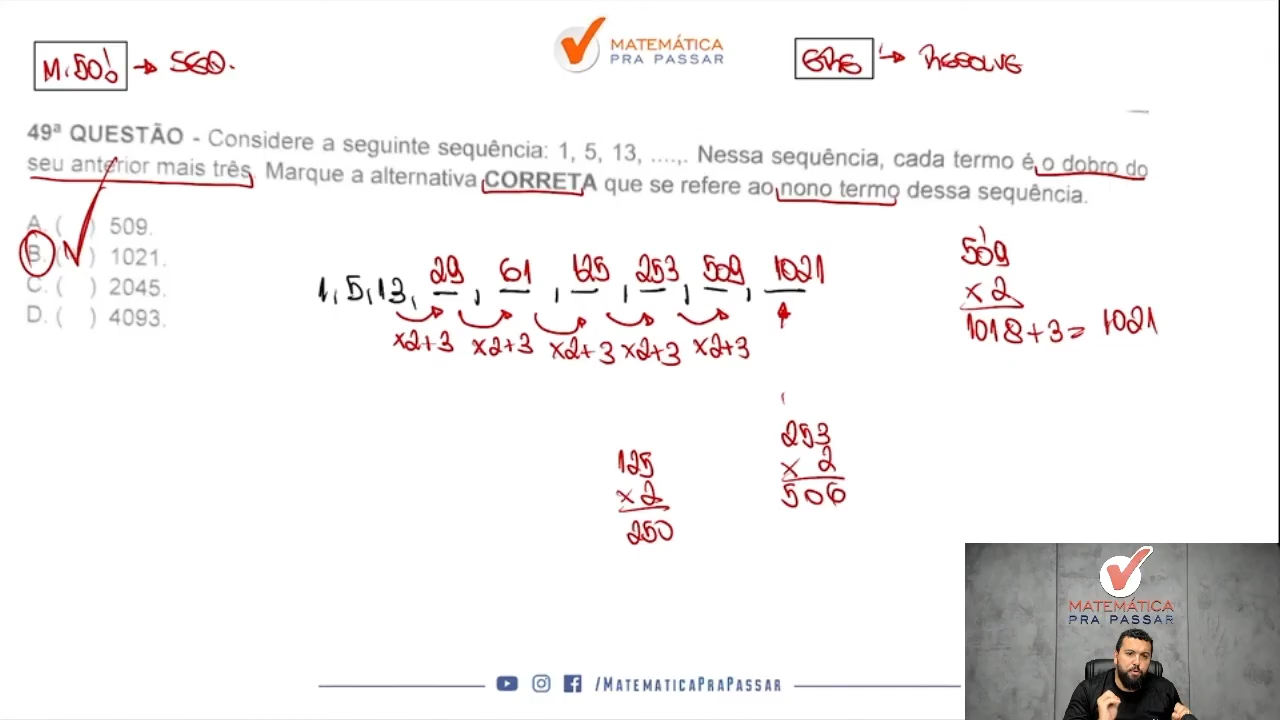 M.50! → SEQ.
MATEMÁTICA
PRA PASSAR
→ RESOLVE
49ª QUESTÃO - Considere a seguinte sequência: 1, 5, 13, ....,. Nessa sequência, cada termo é o dobro do
seu anterior mais três. Marque a alternativa CORRETA que se refere ao nono termo dessa sequência.
A. ( ) 509.
B. ( ) 1021.
C. ( ) 2045.
D. ( ) 4093.
1, 5, 13, 29, 61, 125, 253, 509, 1021
x2+3 x2+3 x2+3 x2+3 x2+3
509
x 2
1018+3= 1021
125
x2
250
253
x 2
506
MATEMÁTICA
PRA PASSAR
/MATEMATICAPRAPASSAR